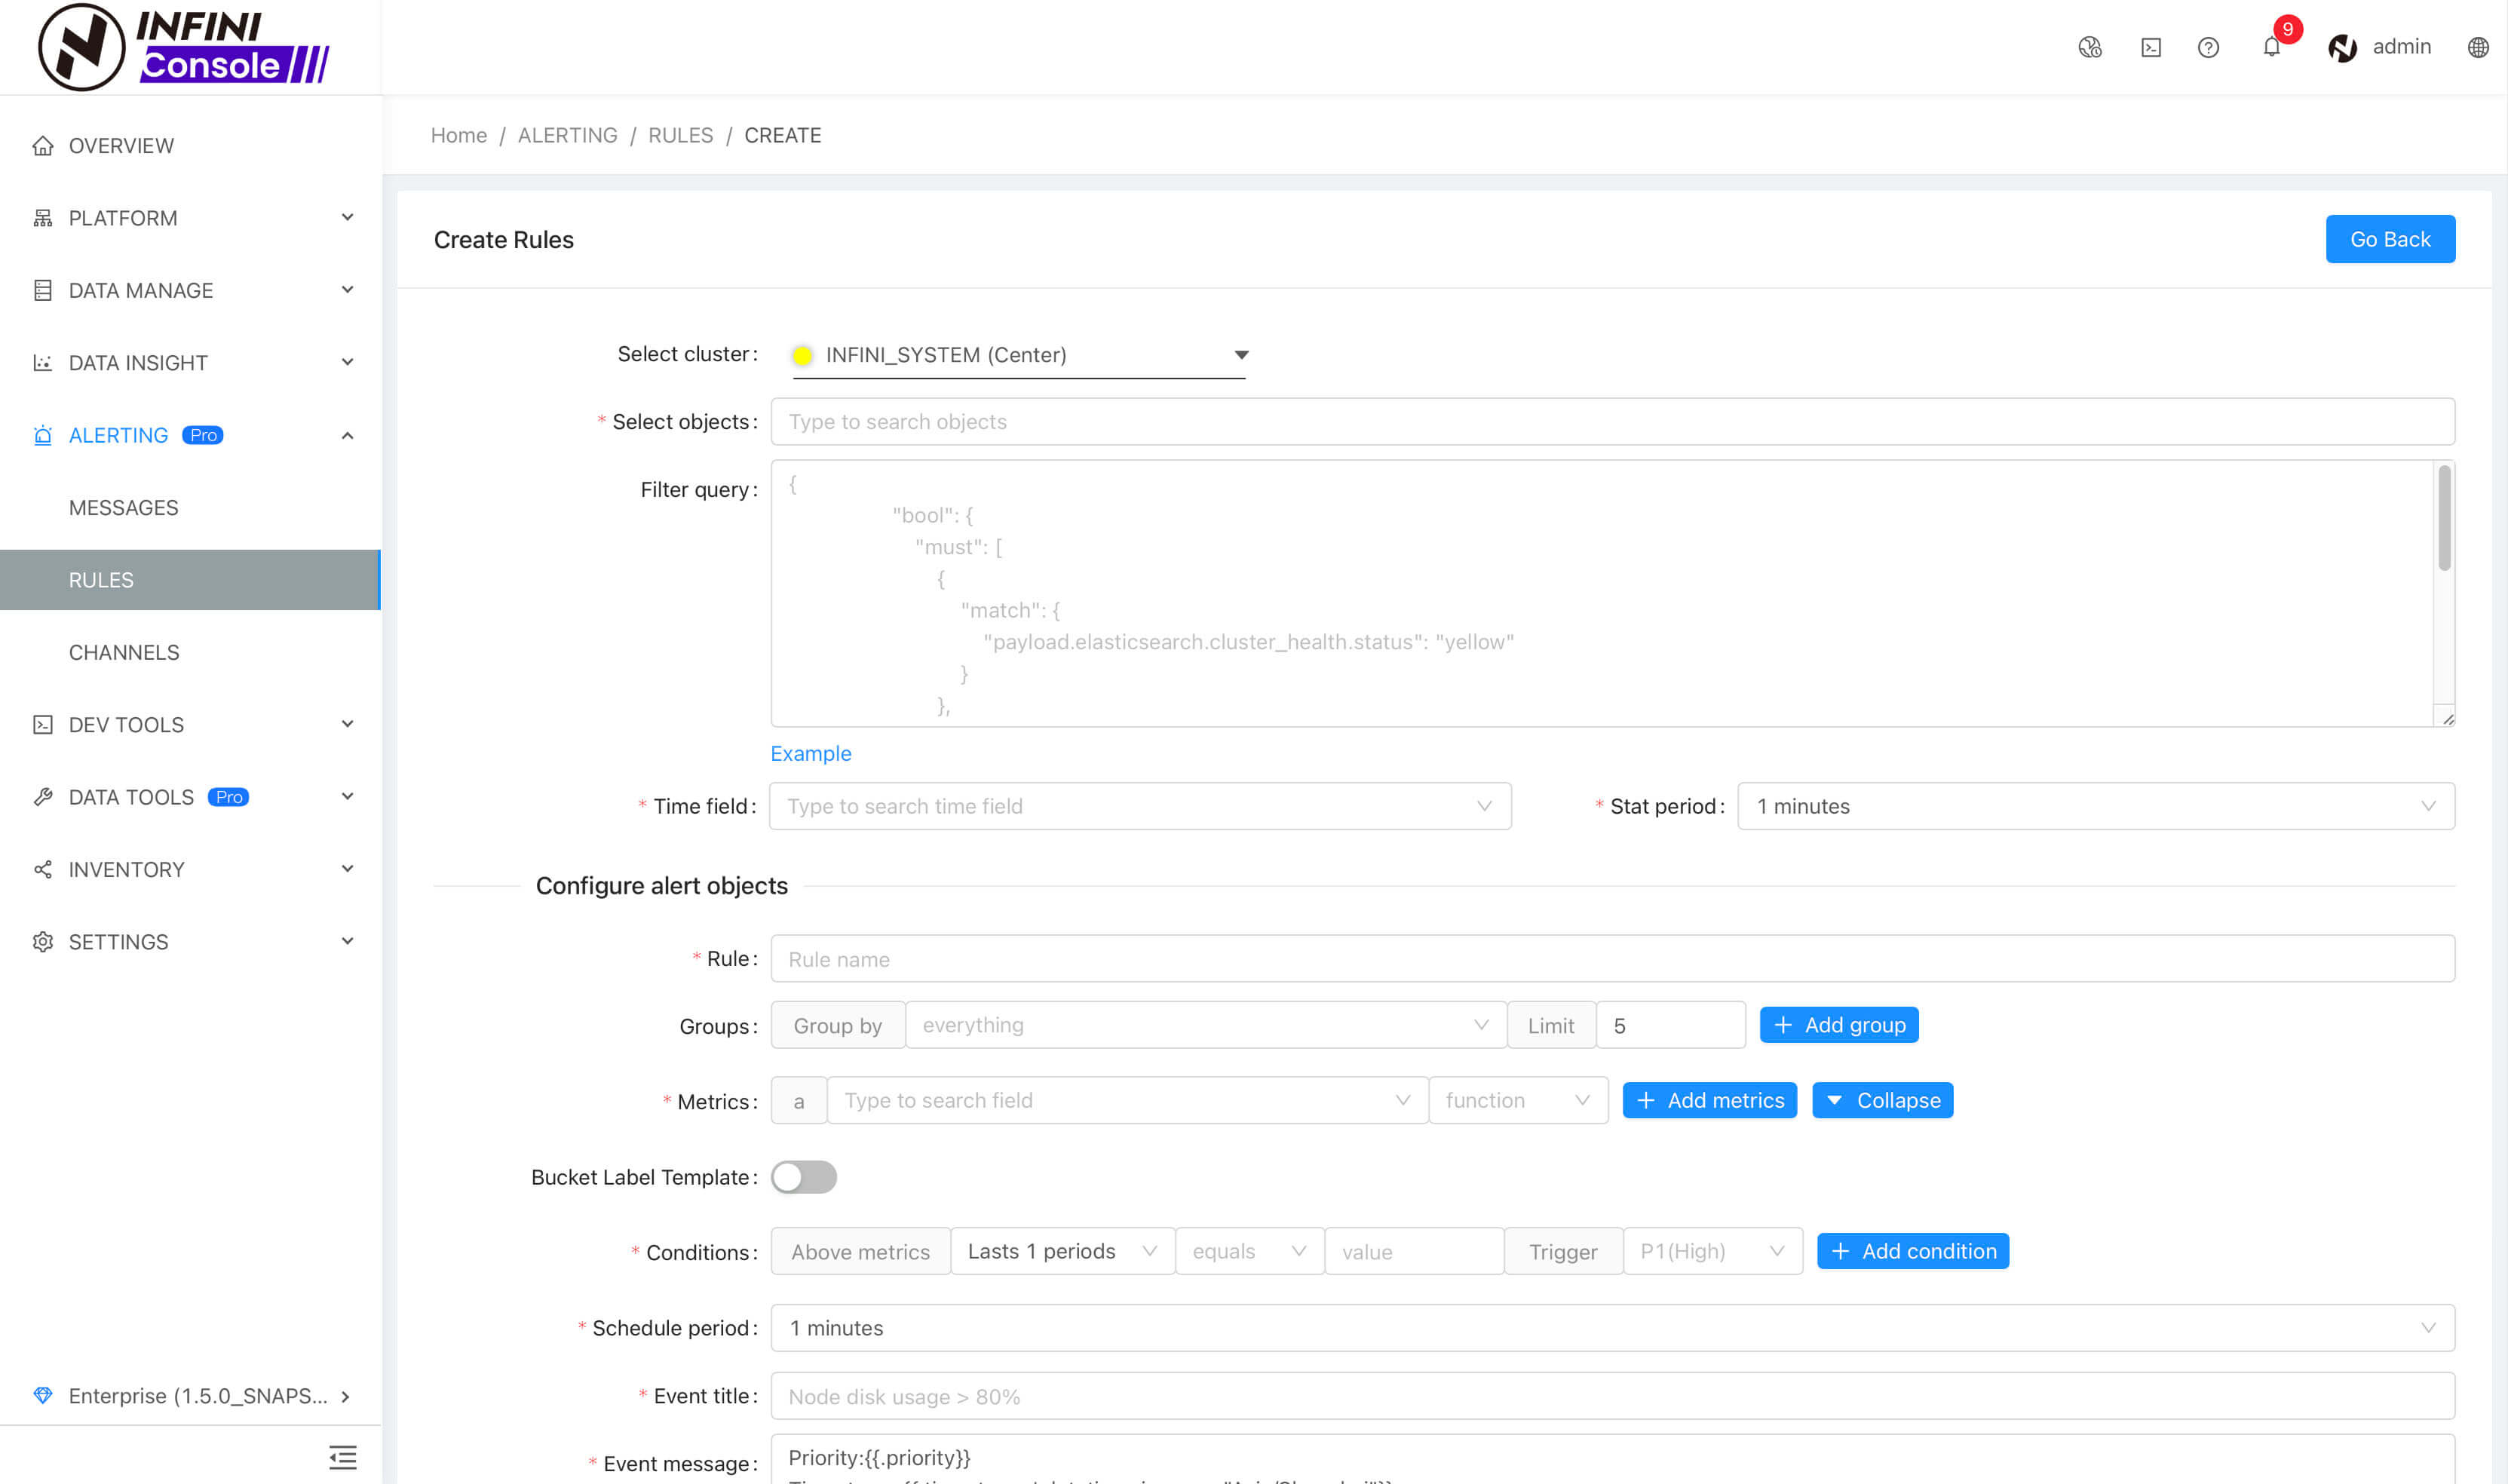 INFINI
Console
9
admin
OVERVIEW
PLATFORM
DATA MANAGE
DATA INSIGHT
ALERTING Pro
MESSAGES
RULES
CHANNELS
DEV TOOLS
DATA TOOLS Pro
INVENTORY
SETTINGS
Enterprise (1.5.0_SNAPS...
Home / ALERTING / RULES / CREATE
Create Rules
Go Back
Select cluster: INFINI_SYSTEM (Center)
* Select objects: Type to search objects
Filter query: {
"bool": {
"must": [
{
"match": {
"payload.elasticsearch.cluster_health.status": "yellow"
}
},
Example
* Time field: Type to search time field
* Stat period: 1 minutes
Configure alert objects
* Rule: Rule name
Groups: Group by everything Limit 5 + Add group
* Metrics: a Type to search field function + Add metrics Collapse
Bucket Label Template:
* Conditions: Above metrics Lasts 1 periods equals value Trigger P1(High) + Add condition
* Schedule period: 1 minutes
* Event title: Node disk usage > 80%
* Event message: Priority:{{.priority}}